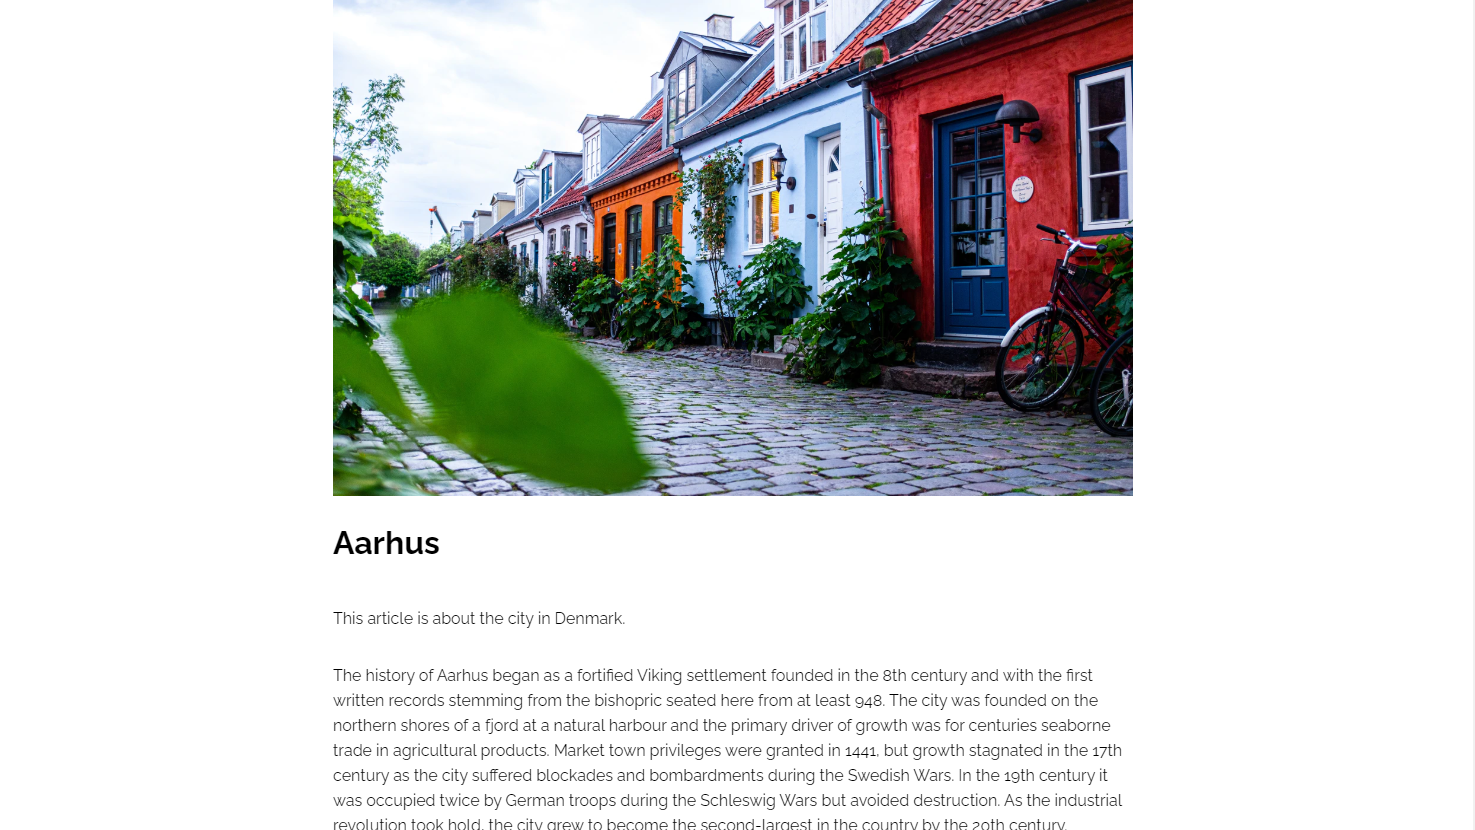 Aarhus
This article is about the city in Denmark.
The history of Aarhus began as a fortified Viking settlement founded in the 8th century and with the first
written records stemming from the bishopric seated here from at least 948. The city was founded on the
northern shores of a fjord at a natural harbour and the primary driver of growth was for centuries seaborne
trade in agricultural products. Market town privileges were granted in 1441, but growth stagnated in the 17th
century as the city suffered blockades and bombardments during the Swedish Wars. In the 19th century it
was occupied twice by German troops during the Schleswig Wars but avoided destruction. As the industrial
revolution took hold, the city grew to become the second-largest in the country by the 20th century.